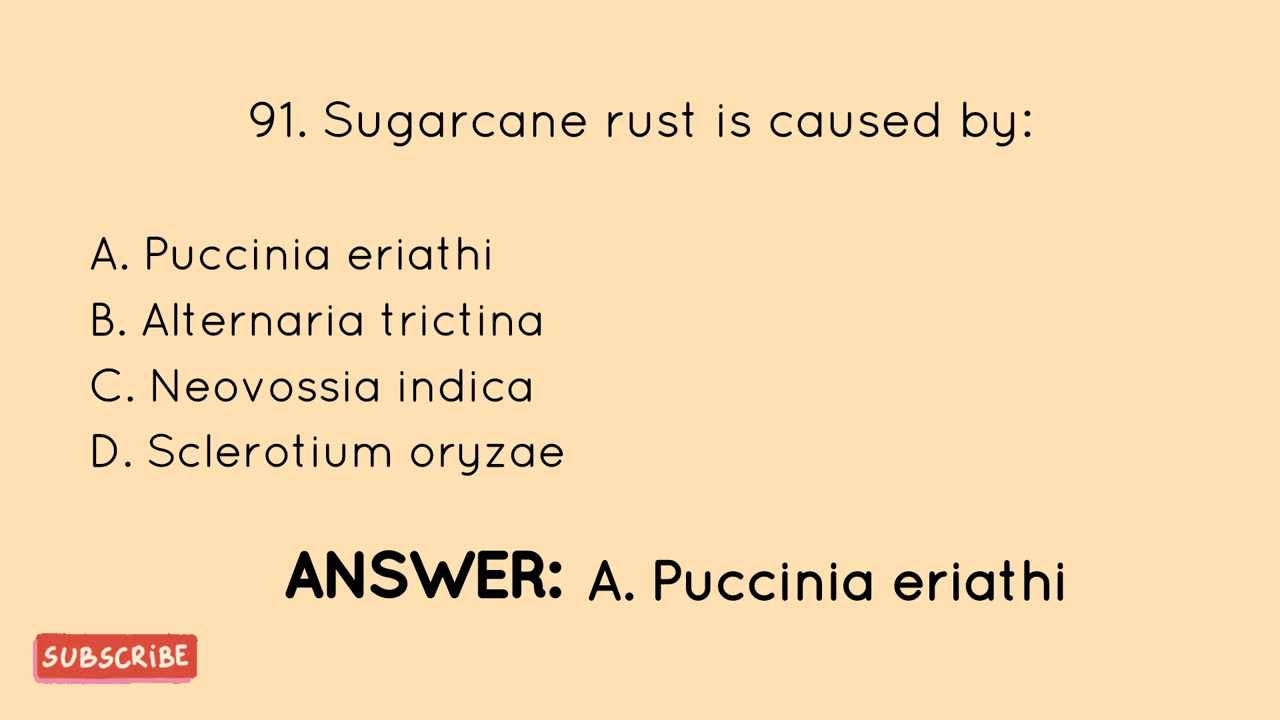 91. Sugarcane rust is caused by:
A. Puccinia eriathi
B. Alternaria trictina
C. Neovossia indica
D. Sclerotium oryzae
ANSWER: A. Puccinia eriathi
SUBSCRiBE